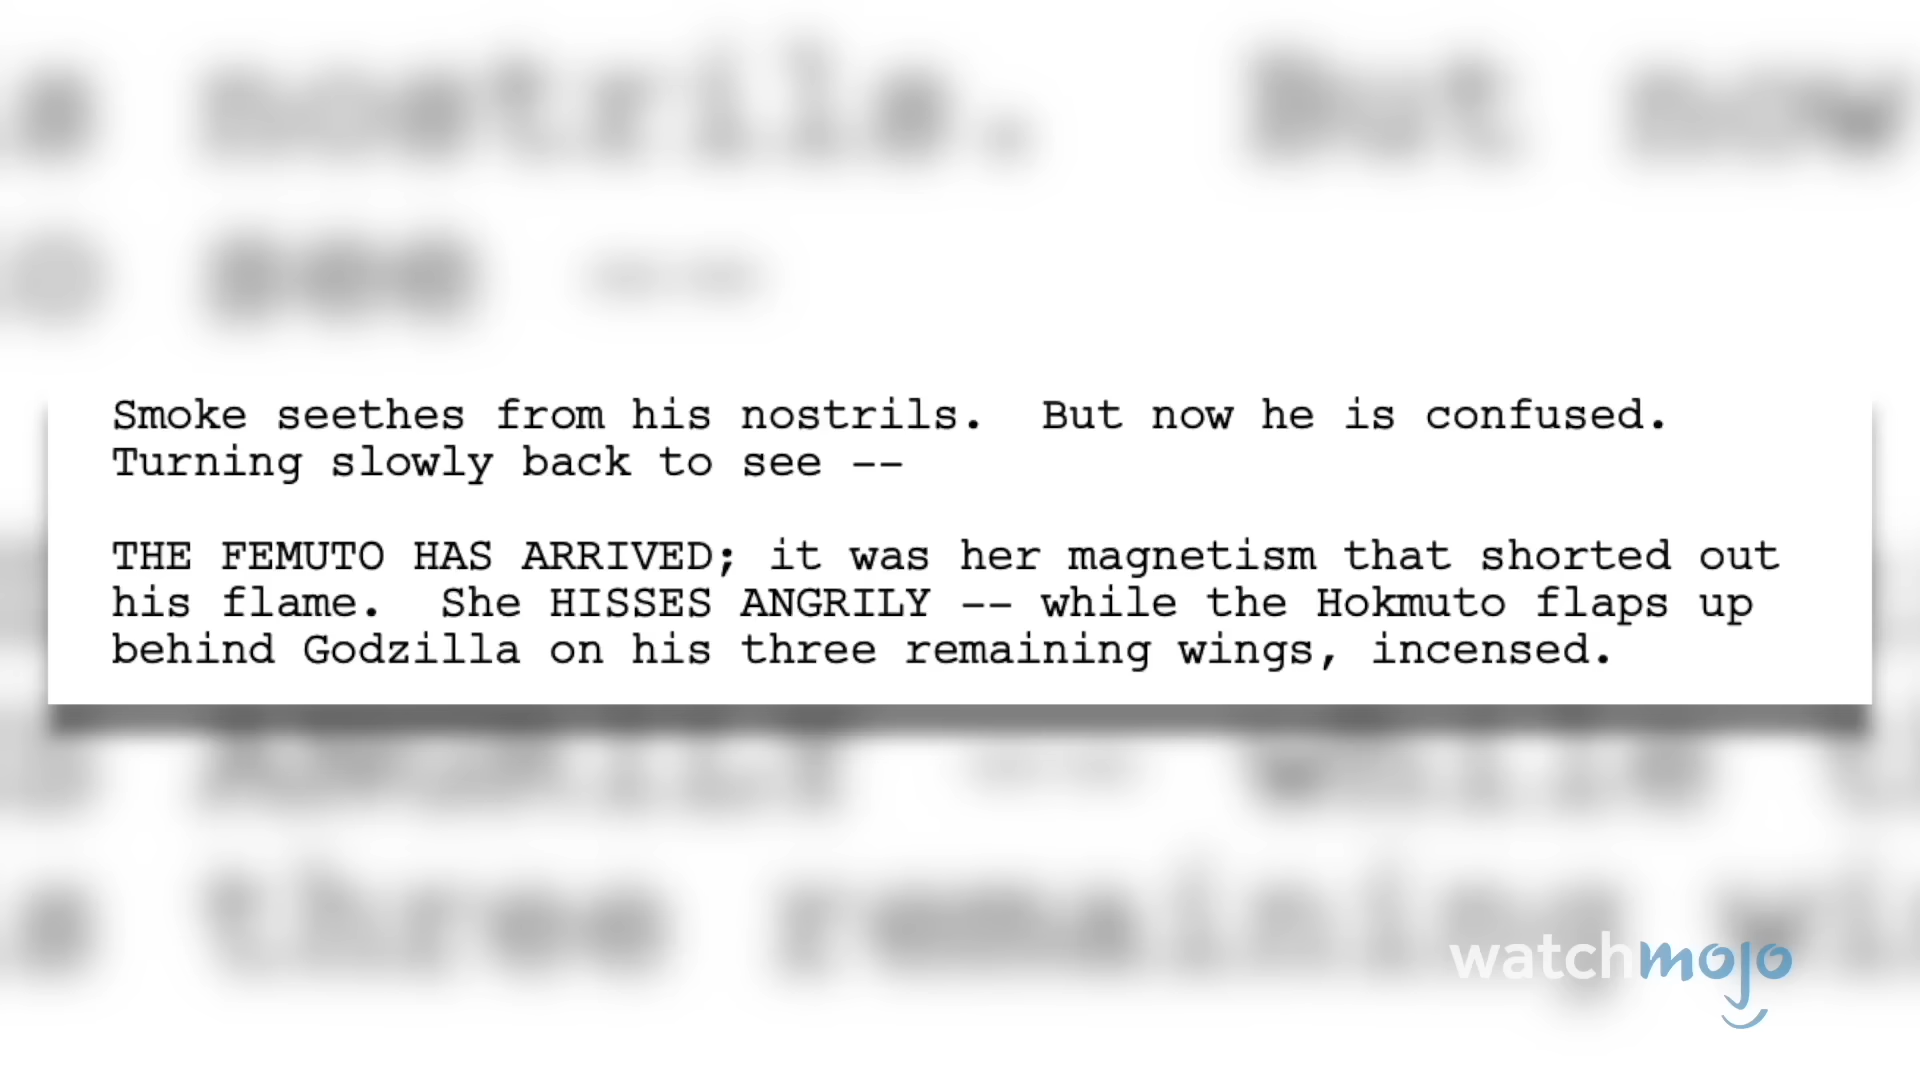 Smoke seethes from his nostrils.  But now he is confused.
Turning slowly back to see --
THE FEMUTO HAS ARRIVED; it was her magnetism that shorted out
his flame.  She HISSES ANGRILY -- while the Hokmuto flaps up
behind Godzilla on his three remaining wings, incensed.
watchmojo